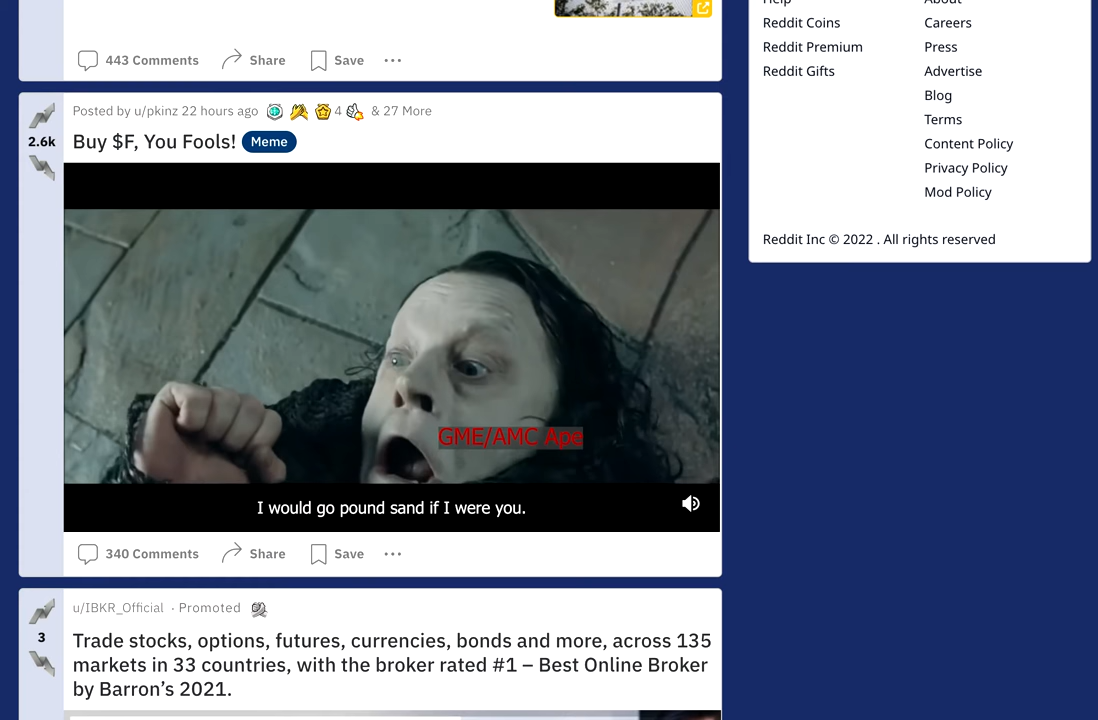 443 Comments
Share
Save
Posted by u/pkinz 22 hours ago
4
& 27 More
2.6k
Buy $F, You Fools!
Meme
GME/AMC Ape
I would go pound sand if I were you.
340 Comments
Share
Save
u/IBKR_Official · Promoted
3
Trade stocks, options, futures, currencies, bonds and more, across 135
markets in 33 countries, with the broker rated #1 – Best Online Broker
by Barron’s 2021.
Help
About
Reddit Coins
Careers
Reddit Premium
Press
Reddit Gifts
Advertise
Blog
Terms
Content Policy
Privacy Policy
Mod Policy
Reddit Inc © 2022 . All rights reserved